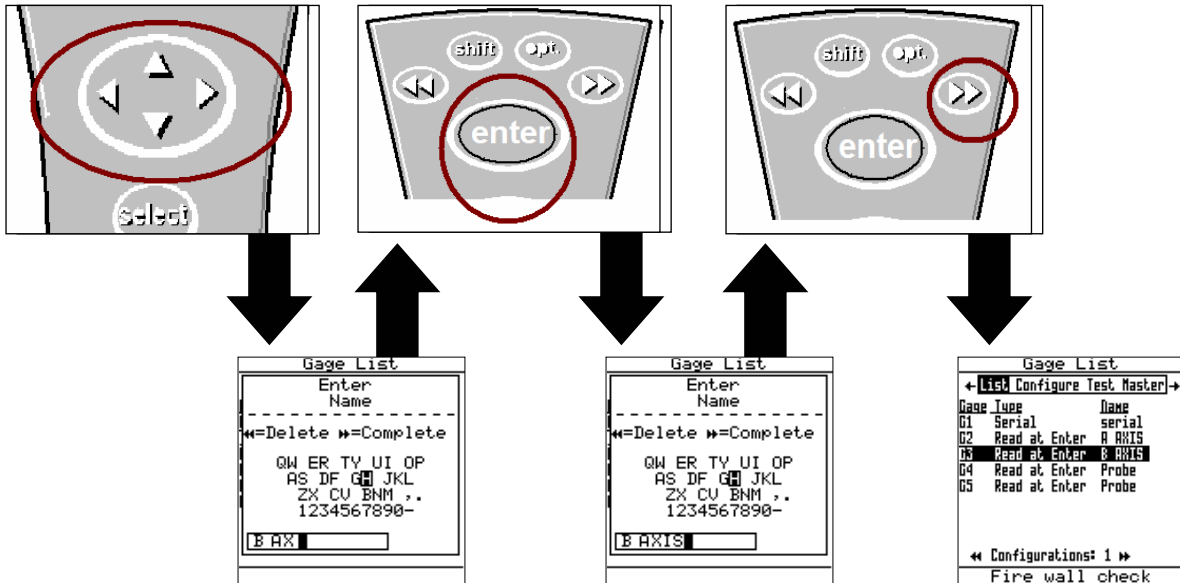 select
shift opt.
enter
shift opt.
enter
Gage List
Enter
Name
◄◄=Delete ►►=Complete
QW ER TY UI OP
AS DF GH JKL
ZX CV BNM ,.
1234567890-
B AX
Gage List
Enter
Name
◄◄=Delete ►►=Complete
QW ER TY UI OP
AS DF GH JKL
ZX CV BNM ,.
1234567890-
B AXIS
Gage List
←List Configure Test Master→
Gage Type Name
G1 Serial serial
G2 Read at Enter A AXIS
G3 Read at Enter B AXIS
G4 Read at Enter Probe
G5 Read at Enter Probe
◄◄ Configurations: 1 ►►
Fire wall check